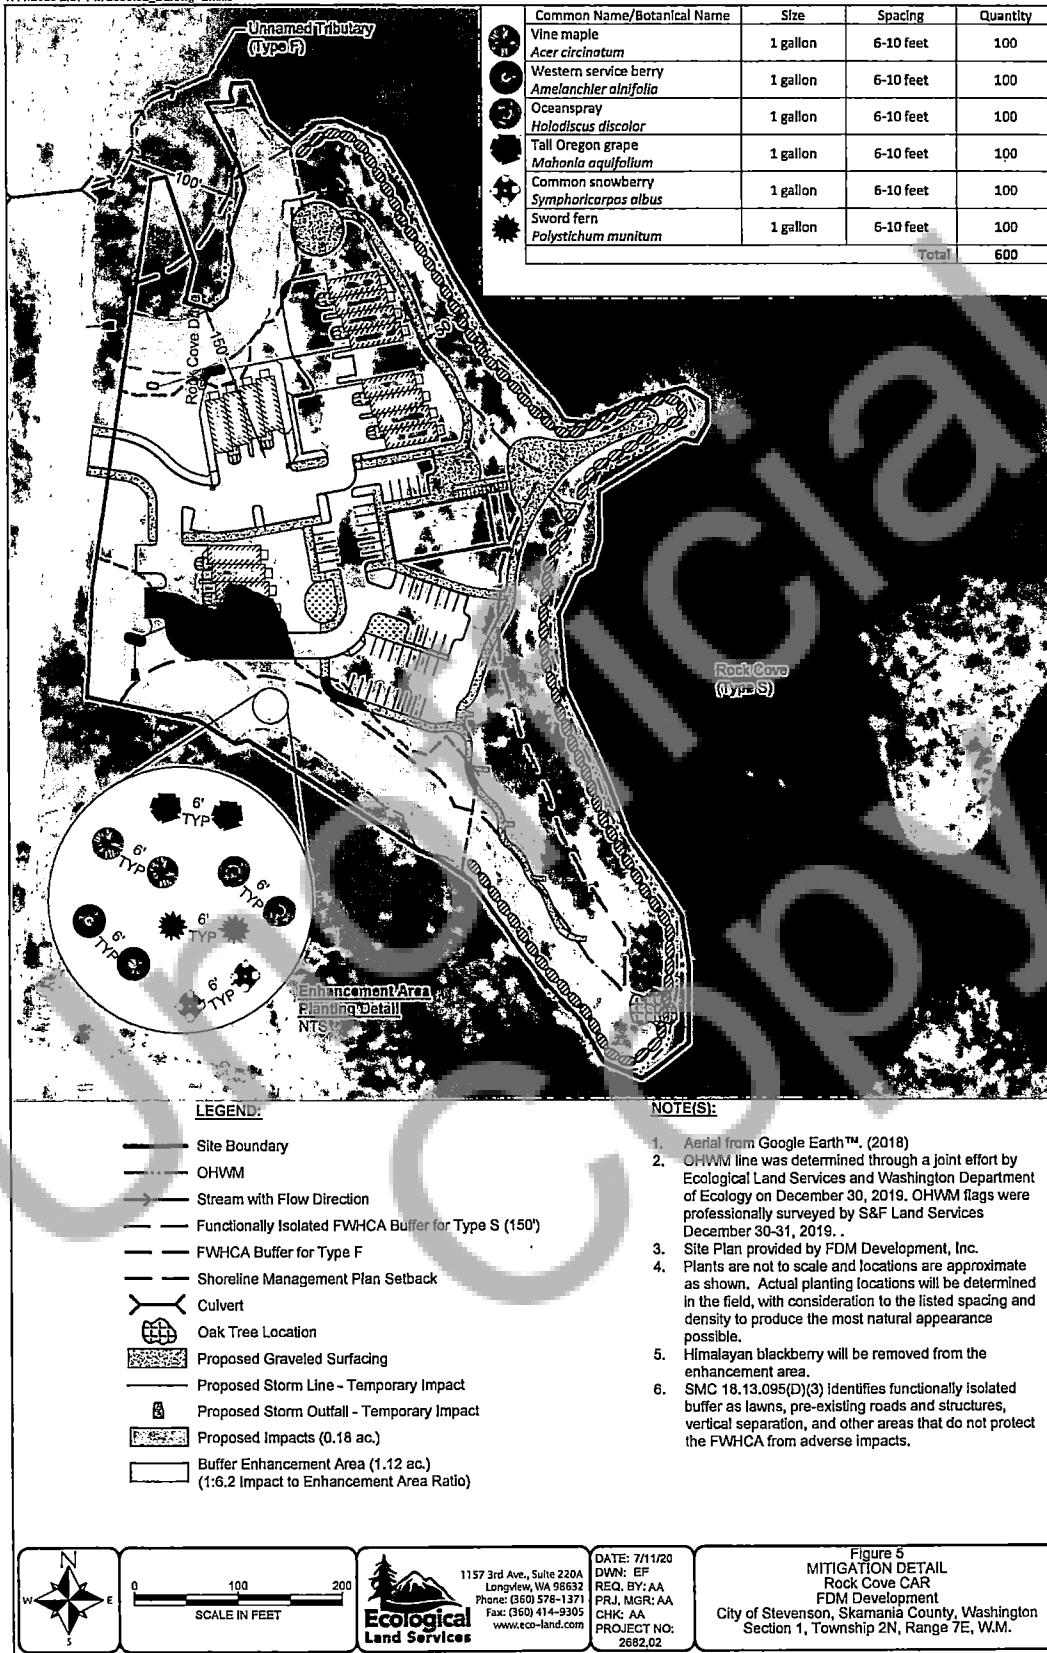 Unnamed Tributary
(Type F)
100'
Rock Cove D
150'
50'
Rock Cove
(Type S)
Common Name/Botanical Name Size Spacing Quantity
Vine maple
Acer circinatum 1 gallon 6-10 feet 100
Western service berry
Amelanchier alnifolia 1 gallon 6-10 feet 100
Oceanspray
Holodiscus discolor 1 gallon 6-10 feet 100
Tall Oregon grape
Mahonia aquifolium 1 gallon 6-10 feet 100
Common snowberry
Symphoricarpos albus 1 gallon 6-10 feet 100
Sword fern
Polystichum munitum 1 gallon 6-10 feet 100
Total 600
6'
TYP
6'
TYP
6'
TYP
6'
TYP
6'
TYP
6'
TYP
Enhancement Area
Planting Detail
NTS
Unofficial
Copy
LEGEND:
Site Boundary
OHWM
Stream with Flow Direction
Functionally Isolated FWHCA Buffer for Type S (150')
FWHCA Buffer for Type F
Shoreline Management Plan Setback
Culvert
Oak Tree Location
Proposed Graveled Surfacing
Proposed Storm Line - Temporary Impact
Proposed Storm Outfall - Temporary Impact
Proposed Impacts (0.18 ac.)
Buffer Enhancement Area (1.12 ac.)
(1:6.2 Impact to Enhancement Area Ratio)
NOTE(S):
1. Aerial from Google Earth™. (2018)
2. OHWM line was determined through a joint effort by
Ecological Land Services and Washington Department
of Ecology on December 30, 2019. OHWM flags were
professionally surveyed by S&F Land Services
December 30-31, 2019. .
3. Site Plan provided by FDM Development, Inc.
4. Plants are not to scale and locations are approximate
as shown. Actual planting locations will be determined
in the field, with consideration to the listed spacing and
density to produce the most natural appearance
possible.
5. Himalayan blackberry will be removed from the
enhancement area.
6. SMC 18.13.095(D)(3) identifies functionally isolated
buffer as lawns, pre-existing roads and structures,
vertical separation, and other areas that do not protect
the FWHCA from adverse impacts.
N
W E
S
0 100 200
SCALE IN FEET
Ecological
Land Services
1157 3rd Ave., Suite 220A
Longview, WA 98632
Phone: (360) 578-1371
Fax: (360) 414-9305
www.eco-land.com
DATE: 7/11/20
DWN: EF
REQ. BY: AA
PRJ. MGR: AA
CHK: AA
PROJECT NO:
2682.02
Figure 5
MITIGATION DETAIL
Rock Cove CAR
FDM Development
City of Stevenson, Skamania County, Washington
Section 1, Township 2N, Range 7E, W.M.